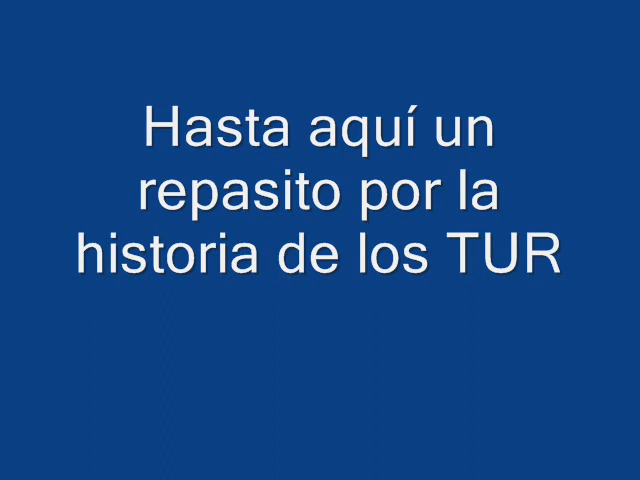 Hasta aquí un
repasito por la
historia de los TUR